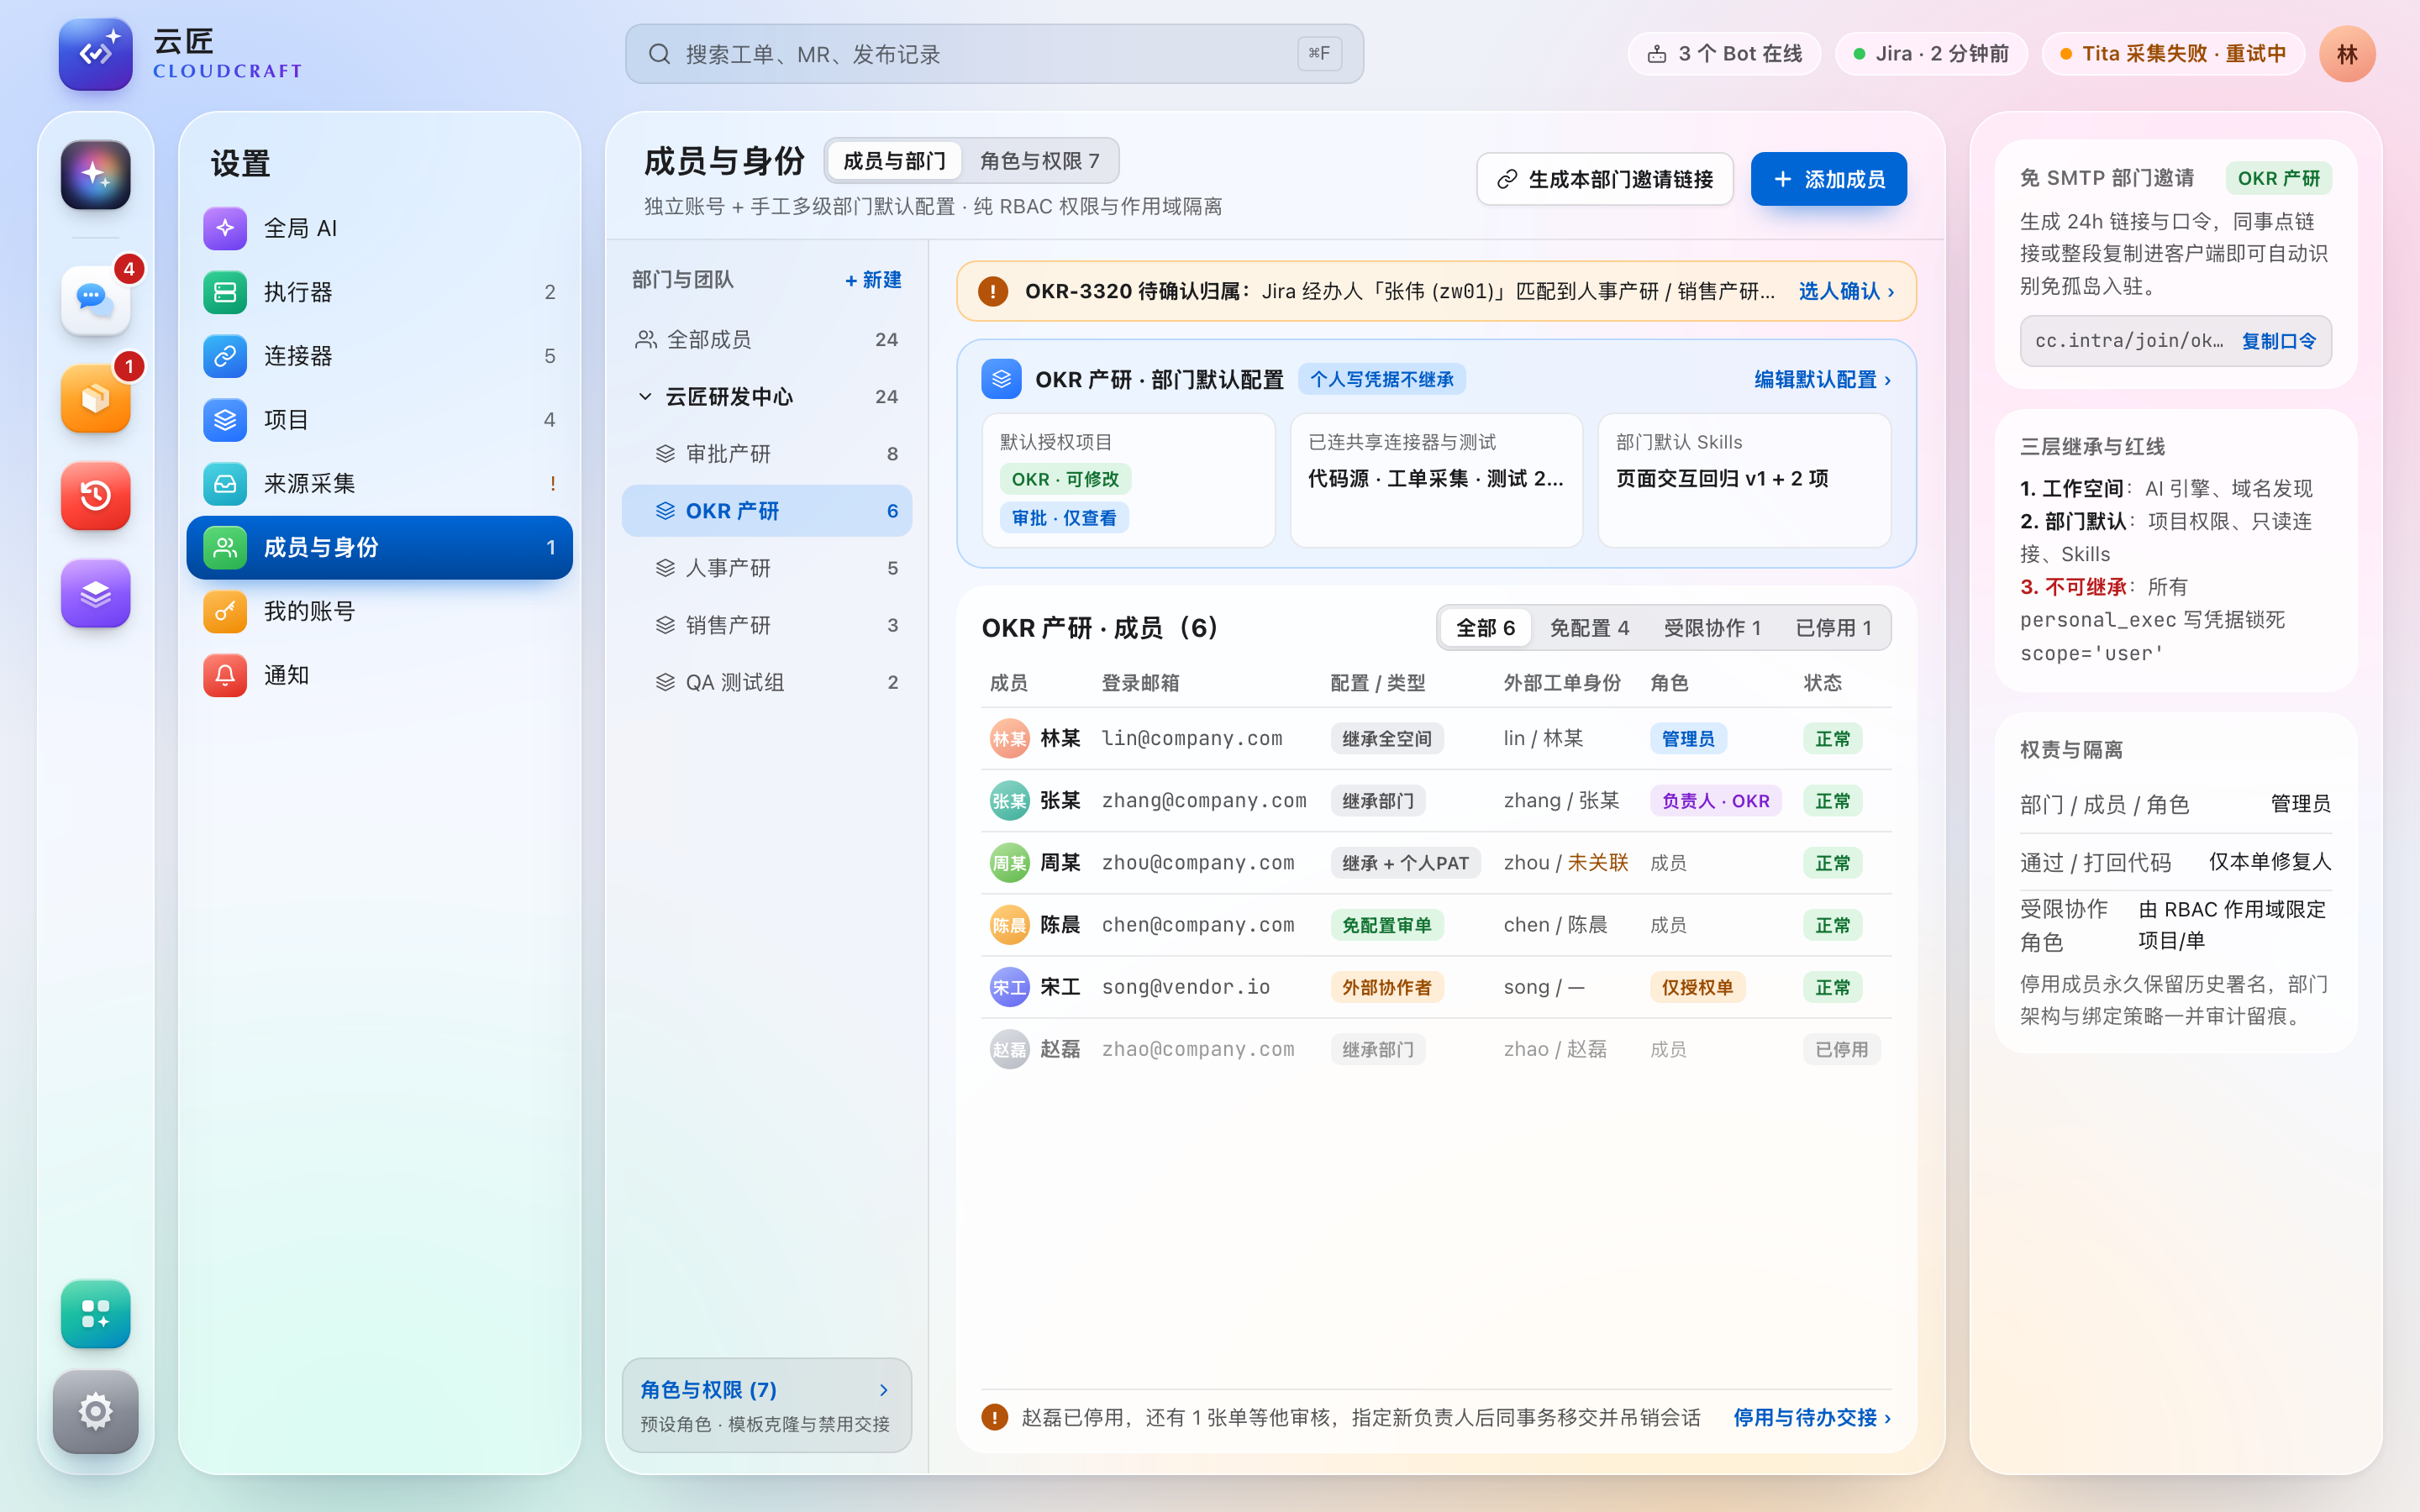 云匠
CLOUDCRAFT
搜索工单、MR、发布记录
⌘F
3 个 Bot 在线
Jira · 2 分钟前
Tita 采集失败 · 重试中
林
4
1
设置
全局 AI
执行器 2
连接器 5
项目 4
来源采集 !
成员与身份 1
我的账号
通知
成员与身份
成员与部门
角色与权限 7
独立账号 + 手工多级部门默认配置 · 纯 RBAC 权限与作用域隔离
生成本部门邀请链接
+ 添加成员
部门与团队
+ 新建
全部成员 24
云匠研发中心 24
审批产研 8
OKR 产研 6
人事产研 5
销售产研 3
QA 测试组 2
角色与权限 (7) ›
预设角色 · 模板克隆与禁用交接
! OKR-3320 待确认归属：Jira 经办人「张伟 (zw01)」匹配到人事产研 / 销售产研… 选人确认 ›
OKR 产研 · 部门默认配置
个人写凭据不继承
编辑默认配置 ›
默认授权项目
OKR · 可修改
审批 · 仅查看
已连共享连接器与测试
代码源 · 工单采集 · 测试 2…
部门默认 Skills
页面交互回归 v1 + 2 项
OKR 产研 · 成员（6）
全部 6 免配置 4 受限协作 1 已停用 1
成员 登录邮箱 配置 / 类型 外部工单身份 角色 状态
林某 林某 lin@company.com 继承全空间 lin / 林某 管理员 正常
张某 张某 zhang@company.com 继承部门 zhang / 张某 负责人 · OKR 正常
周某 周某 zhou@company.com 继承 + 个人PAT zhou / 未关联 成员 正常
陈晨 陈晨 chen@company.com 免配置审单 chen / 陈晨 成员 正常
宋工 宋工 song@vendor.io 外部协作者 song / — 仅授权单 正常
赵磊 赵磊 zhao@company.com 继承部门 zhao / 赵磊 成员 已停用
! 赵磊已停用，还有 1 张单等他审核，指定新负责人后同事务移交并吊销会话 停用与待办交接 ›
免 SMTP 部门邀请
OKR 产研
生成 24h 链接与口令，同事点链
接或整段复制进客户端即可自动识
别免孤岛入驻。
cc.intra/join/ok… 复制口令
三层继承与红线
1. 工作空间：AI 引擎、域名发现
2. 部门默认：项目权限、只读连
接、Skills
3. 不可继承：所有
personal_exec 写凭据锁死
scope='user'
权责与隔离
部门 / 成员 / 角色 管理员
通过 / 打回代码 仅本单修复人
受限协作 由 RBAC 作用域限定
角色 项目/单
停用成员永久保留历史署名，部门
架构与绑定策略一并审计留痕。